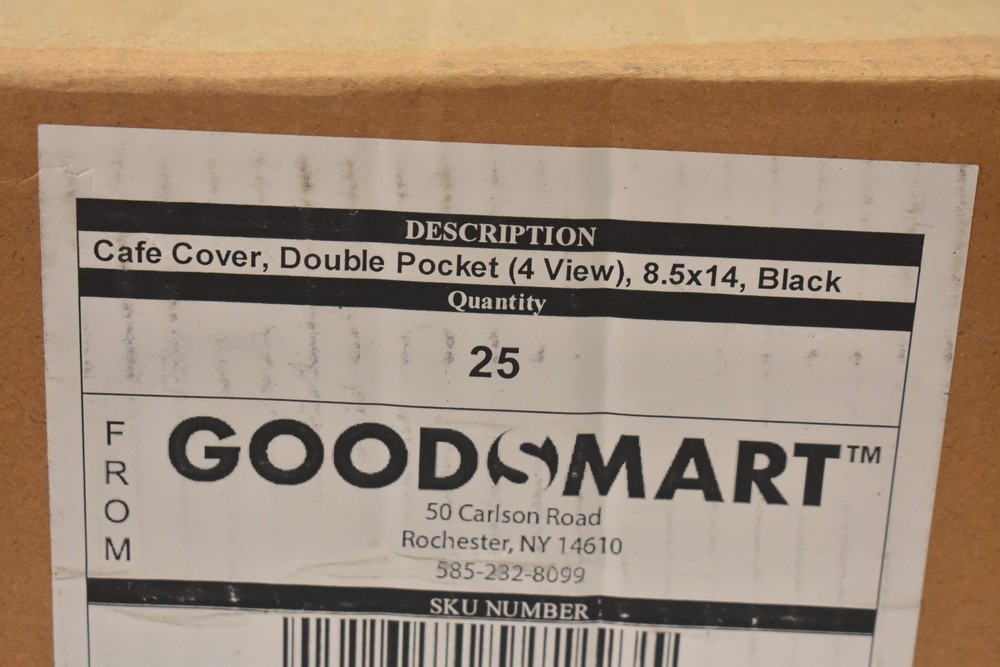 DESCRIPTION
Cafe Cover, Double Pocket (4 View), 8.5x14, Black
Quantity
25
FROM
GOODSMART™
50 Carlson Road
Rochester, NY 14610
585-232-8099
SKU NUMBER